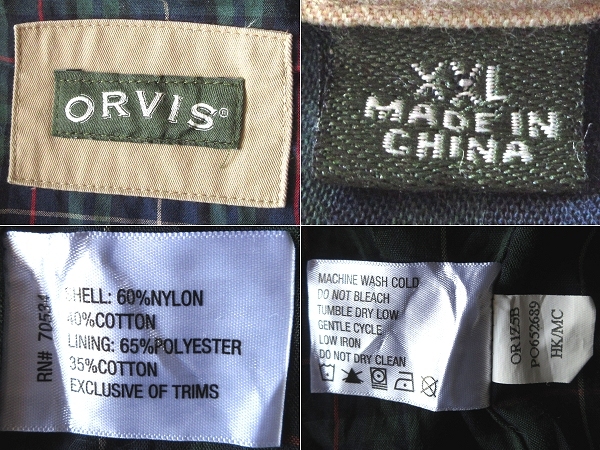 ORVIS®
XXL
MADE IN
CHINA
RN# 70534
SHELL: 60%NYLON
40%COTTON
LINING: 65%POLYESTER
35%COTTON
EXCLUSIVE OF TRIMS
MACHINE WASH COLD
DO NOT BLEACH
TUMBLE DRY LOW
GENTLE CYCLE
LOW IRON
DO NOT DRY CLEAN
OR1Z5B
PO652689
HK/MC